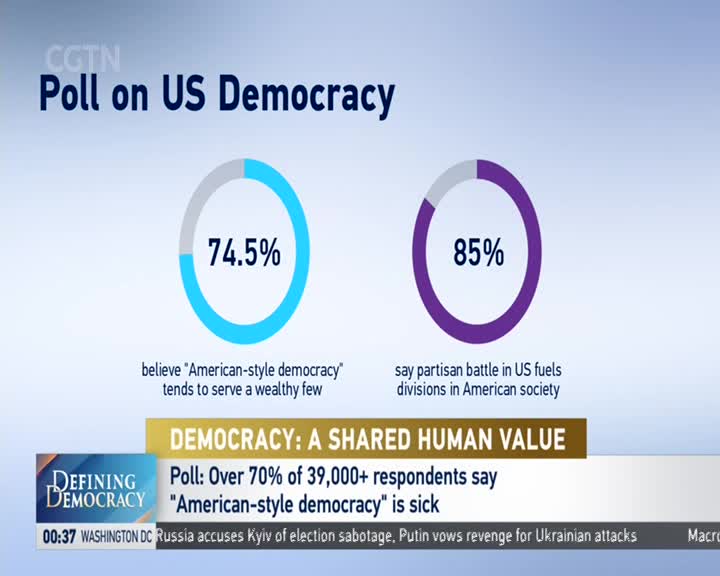 CGTN
Poll on US Democracy
74.5%
85%
believe "American-style democracy"
tends to serve a wealthy few
say partisan battle in US fuels
divisions in American society
DEMOCRACY: A SHARED HUMAN VALUE
DEFINING
DEMOCRACY
Poll: Over 70% of 39,000+ respondents say
"American-style democracy" is sick
00:37 WASHINGTON DC
Russia accuses Kyiv of election sabotage, Putin vows revenge for Ukrainian attacks
Macro